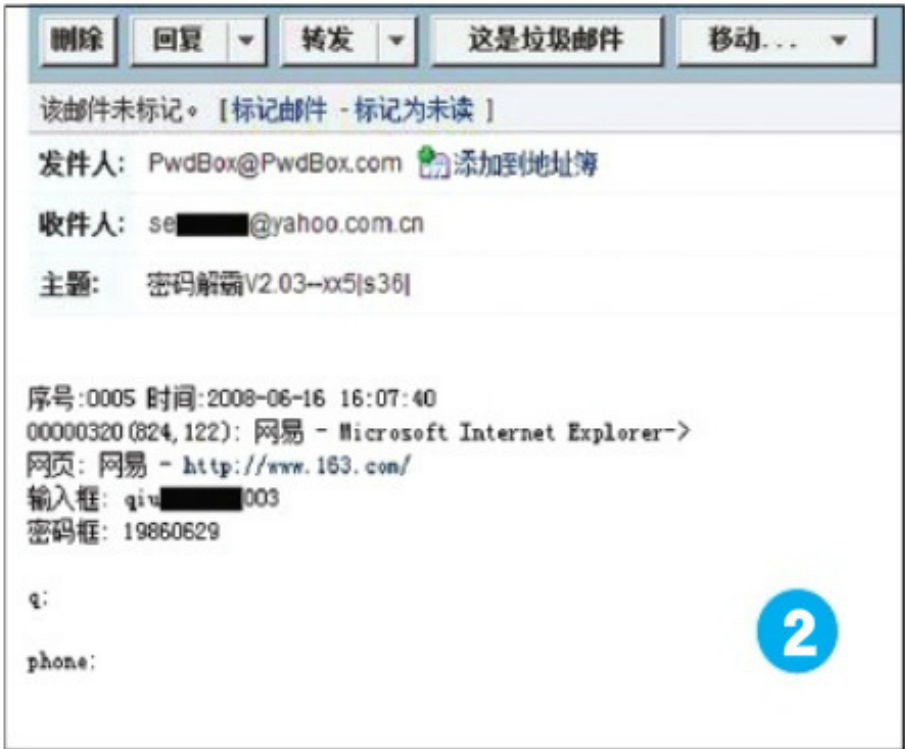 删除 回复 转发 这是垃圾邮件 移动...
该邮件未标记。 [标记邮件 - 标记为未读 ]
发件人: PwdBox@PwdBox.com 添加到地址簿
收件人: se @yahoo.com.cn
主题: 密码解霸V2.03--xx5|s36|
序号:0005 时间:2008-06-16 16:07:40
00000320(824,122): 网易 - Microsoft Internet Explorer->
网页: 网易 - http://www.163.com/
输入框: qiu 003
密码框: 19860629
q:
phone:
2